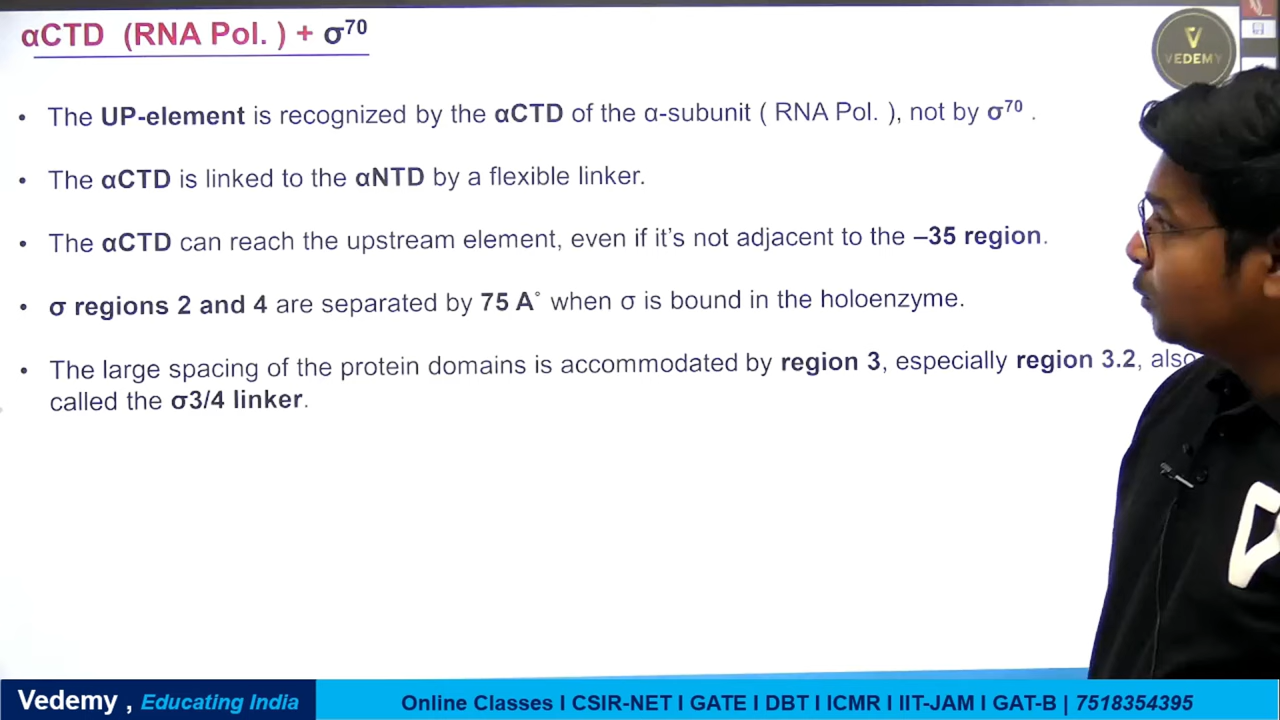 αCTD (RNA Pol. ) + σ⁷⁰
VEDEMY
• The UP-element is recognized by the αCTD of the α-subunit ( RNA Pol. ), not by σ⁷⁰ .
• The αCTD is linked to the αNTD by a flexible linker.
• The αCTD can reach the upstream element, even if it's not adjacent to the –35 region.
• σ regions 2 and 4 are separated by 75 A° when σ is bound in the holoenzyme.
• The large spacing of the protein domains is accommodated by region 3, especially region 3.2, also
called the σ3/4 linker.
Vedemy , Educating India
Online Classes I CSIR-NET I GATE I DBT I ICMR I IIT-JAM I GAT-B | 7518354395